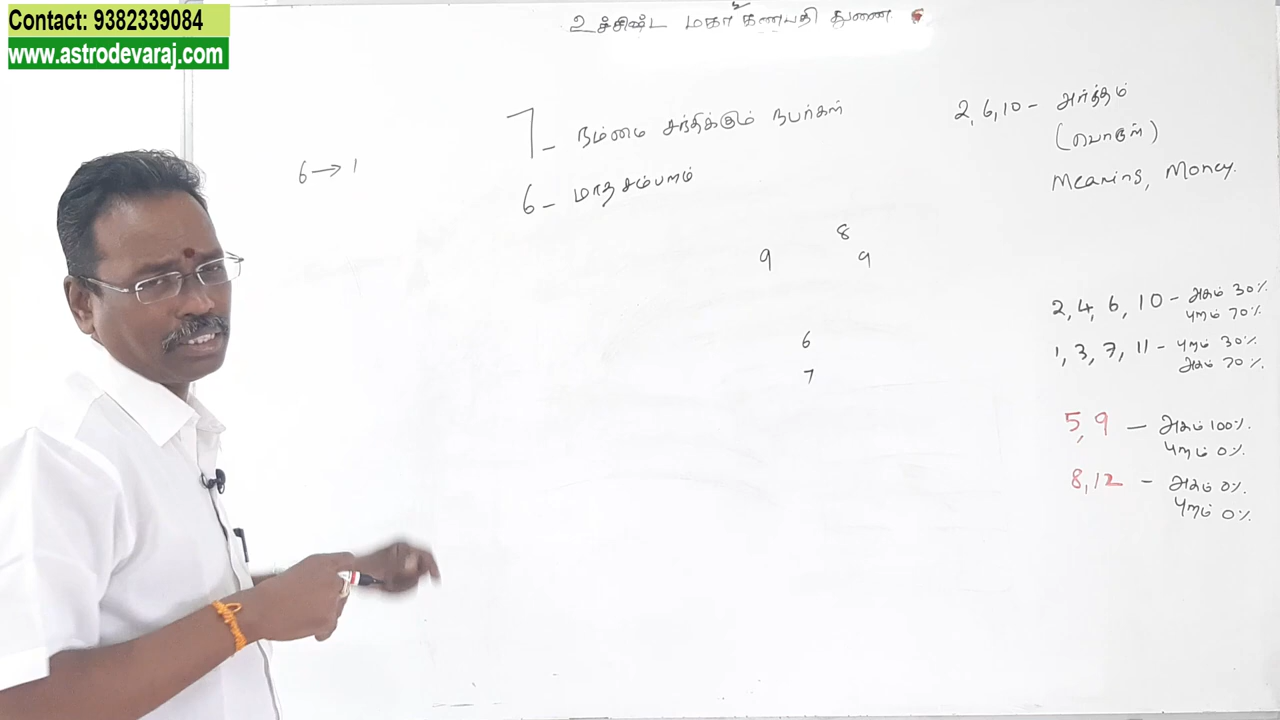 Contact: 9382339084
www.astrodevaraj.com
உச்சிஷ்ட மகா கணபதி துணை
7 - நம்மை சந்திக்கும் நபர்கள்
6 - மாத சம்பளம்
6 → 1
2, 6, 10 - அர்த்தம்
(பொருள்)
Meaning, Money.
8
9 9
6
7
2, 4, 6, 10 - அகம் 30%.
புறம் 70%.
1, 3, 7, 11 - புறம் 30%.
அகம் 70%.
5, 9 - அகம் 100%.
புறம் 0%.
8, 12 - அகம் 0%.
புறம் 0%.